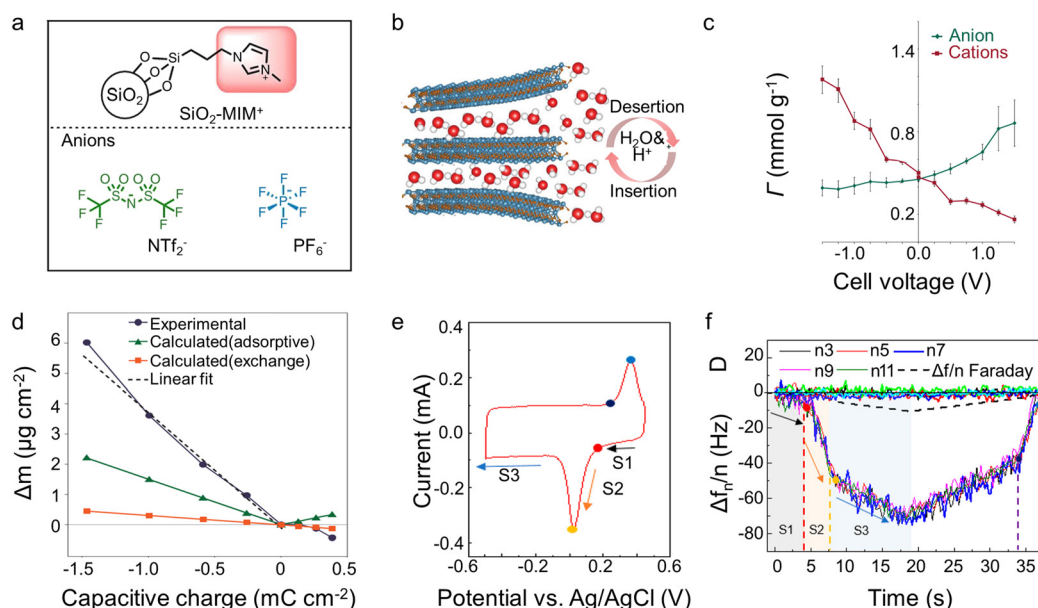 a
SiO₂
O
O
O
Si
N
N
+
SiO₂-MIM⁺
Anions
O
O
O
O
S
S
N
F
F
F
F
F
F
NTf₂⁻
F
F
F
P
F
F
F
PF₆⁻
b
Desertion
H₂O&
H⁺
Insertion
c
Anion
Cations
Γ (mmol g⁻¹)
1.4
0.8
0.2
-1.0
0.0
1.0
Cell voltage (V)
d
Experimental
Calculated(adsorptive)
Calculated(exchange)
Linear fit
Δm (μg cm⁻²)
6
5
4
3
2
1
0
-1.5
-1.0
-0.5
0.0
0.5
Capacitive charge (mC cm⁻²)
e
Current (mA)
0.4
0.2
0.0
-0.2
-0.4
S1
S2
S3
-0.6
-0.2
0.2
0.6
Potential vs. Ag/AgCl (V)
f
n3 n5 n7
n9 n11 Δf/n Faraday
D
Δfₙ/n (Hz)
20
0
-20
-40
-60
-80
S1
S2
S3
0
5
10
15
20
25
30
35
Time (s)